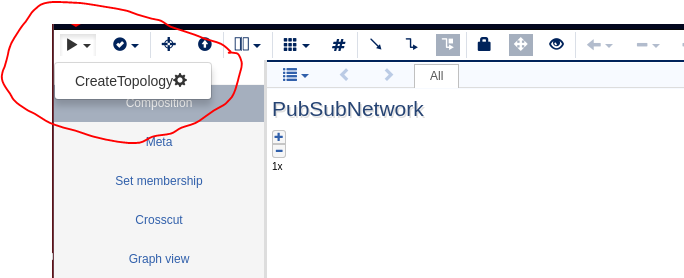 CreateTopology
All
Composition
PubSubNetwork
Meta
1x
Set membership
Crosscut
Graph view